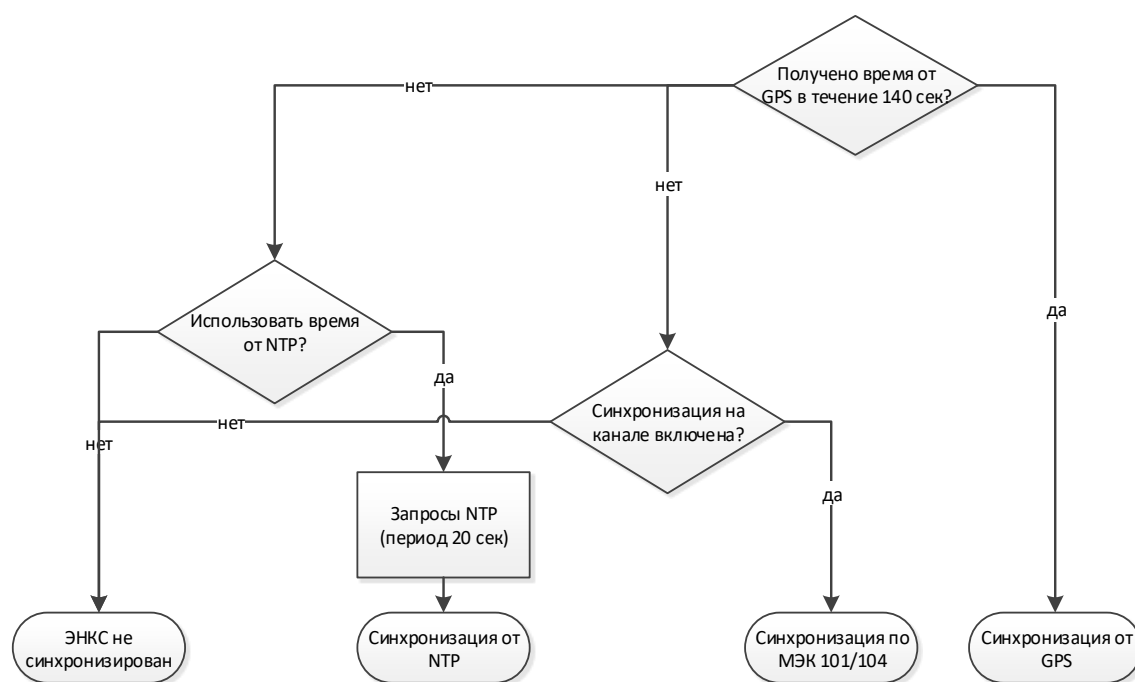 Получено время от
GPS в течение 140 сек?
нет
нет
да
Использовать время
от NTP?
да
Синхронизация на
канале включена?
нет
нет
да
Запросы NTP
(период 20 сек)
ЭНКС не
синхронизирован
Синхронизация от
NTP
Синхронизация по
МЭК 101/104
Синхронизация от
GPS